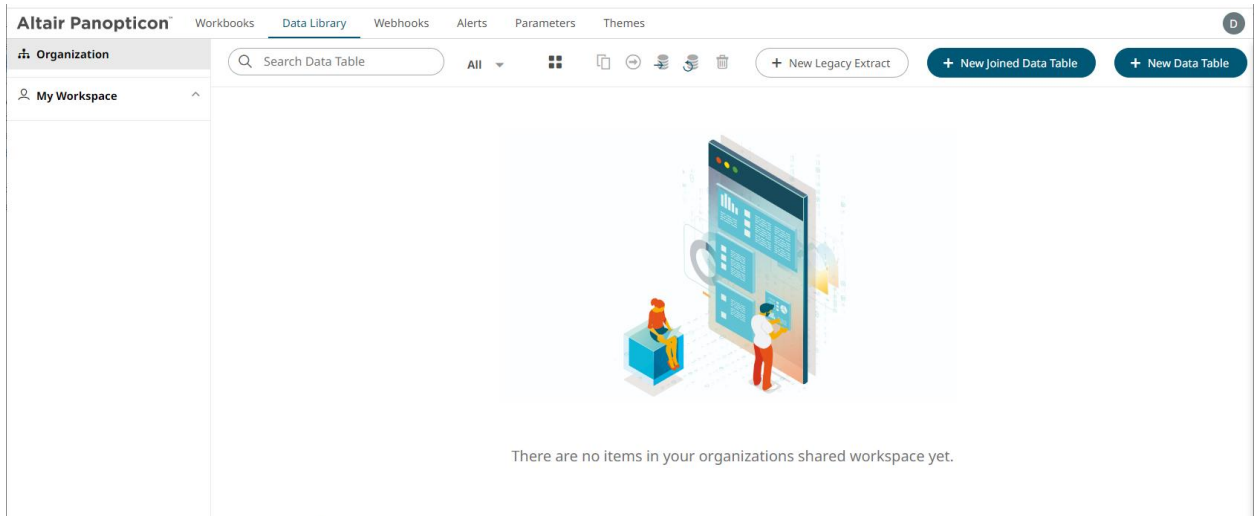 Altair Panopticon™ Workbooks Data Library Webhooks Alerts Parameters Themes D
Organization
Search Data Table All + New Legacy Extract + New Joined Data Table + New Data Table
My Workspace
There are no items in your organizations shared workspace yet.